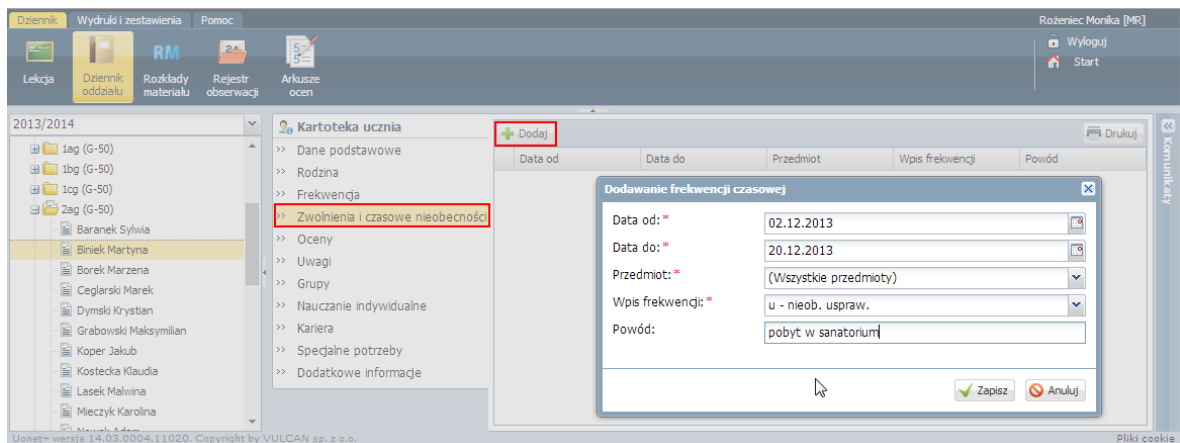 Dziennik Wydruki i zestawienia Pomoc Rożeniec Monika [MR]
Wyloguj
Start
RM
Lekcja Dziennik oddziału Rozkłady materiału Rejestr obserwacji Arkusze ocen
2013/2014
1ag (G-50)
1bg (G-50)
1cg (G-50)
2ag (G-50)
Baranek Sylwia
Biniek Martyna
Borek Marzena
Ceglarski Marek
Dymski Krystian
Grabowski Maksymilian
Koper Jakub
Kostecka Klaudia
Lasek Malwina
Mieczyk Karolina
Nowak Adam
Kartoteka ucznia
Dane podstawowe
Rodzina
Frekwencja
Zwolnienia i czasowe nieobecności
Oceny
Uwagi
Grupy
Nauczanie indywidualne
Kariera
Specjalne potrzeby
Dodatkowe informacje
Dodaj Drukuj
Data od Data do Przedmiot Wpis frekwencji Powód
Dodawanie frekwencji czasowej
Data od: * 02.12.2013
Data do: * 20.12.2013
Przedmiot: * (Wszystkie przedmioty)
Wpis frekwencji: * u - nieob. uspraw.
Powód: pobyt w sanatorium
Zapisz Anuluj
Komunikaty
Uonet+ wersja 14.03.0004.11020. Copyright by VULCAN sp. z o.o. Pliki cookie